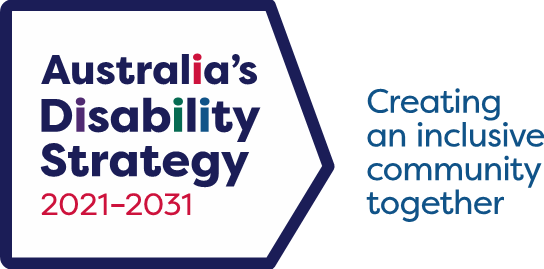 Australia's
Disability
Strategy
2021–2031
Creating
an inclusive
community
together